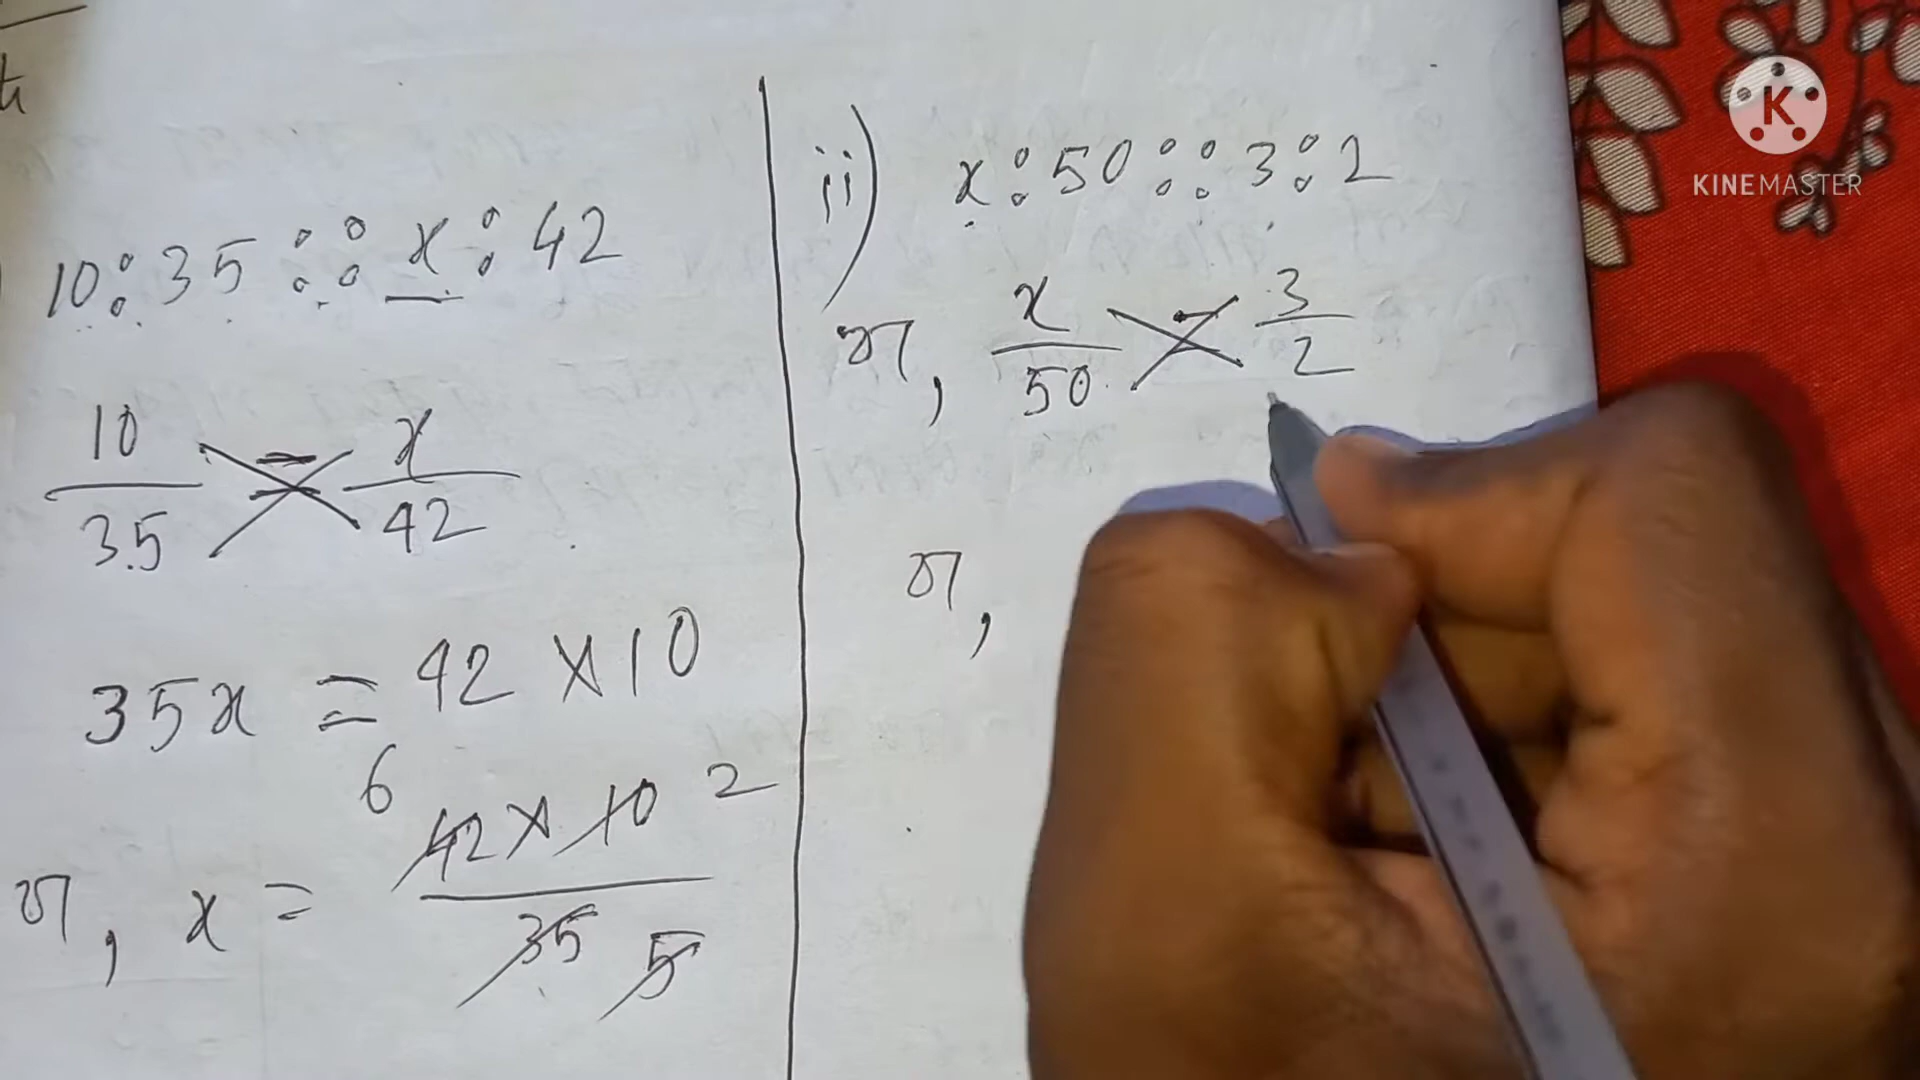 10 : 35 :: x : 42
10/35 = x/42
35x = 42 × 10
6 42 × 10 2
বা, x = ―――
35 5
ii) x : 50 :: 3 : 2
বা, x/50 = 3/2
বা,
K
KINEMASTER